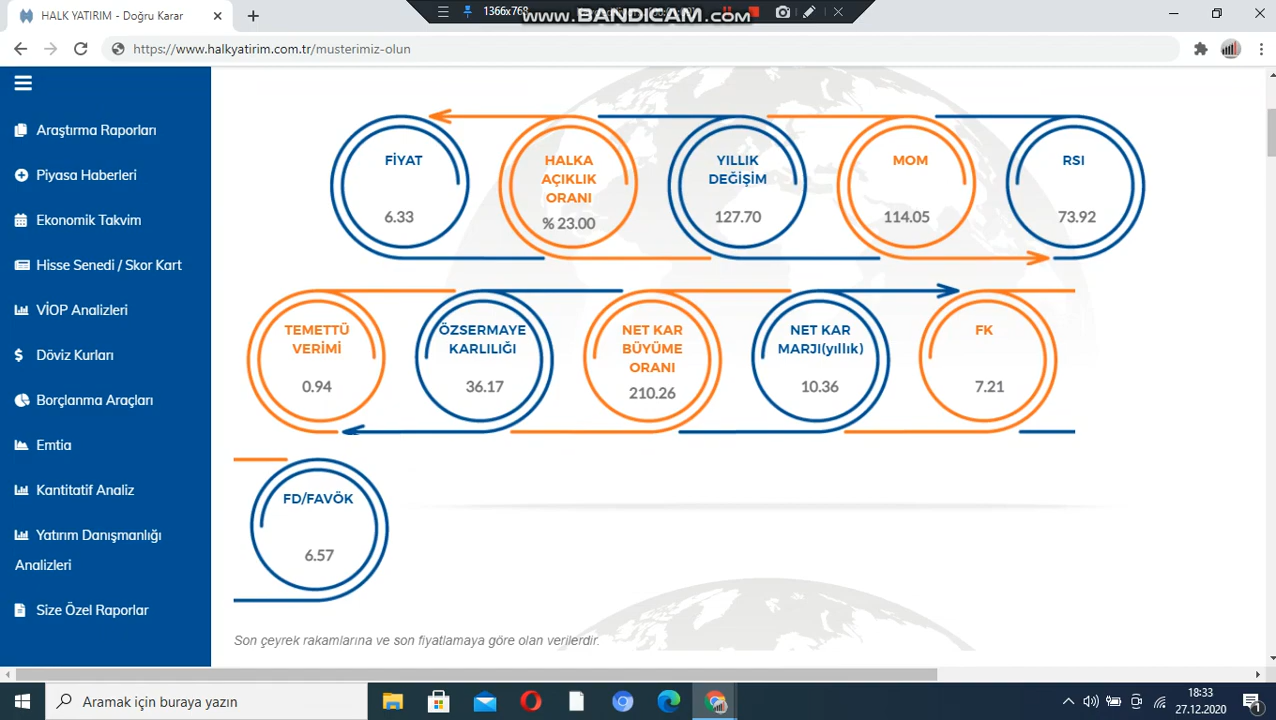 HALK YATIRIM - Doğru Karar
1366x768
www.BANDICAM.com
https://www.halkyatirim.com.tr/musterimiz-olun
Araştırma Raporları
Piyasa Haberleri
Ekonomik Takvim
Hisse Senedi / Skor Kart
VİOP Analizleri
Döviz Kurları
Borçlanma Araçları
Emtia
Kantitatif Analiz
Yatırım Danışmanlığı
Analizleri
Size Özel Raporlar
FİYAT
6.33
HALKA
AÇIKLIK
ORANI
% 23.00
YILLIK
DEĞİŞİM
127.70
MOM
114.05
RSI
73.92
TEMETTÜ
VERİMİ
0.94
ÖZSERMAYE
KARLILIĞI
36.17
NET KAR
BÜYÜME
ORANI
210.26
NET KAR
MARJI(yıllık)
10.36
FK
7.21
FD/FAVÖK
6.57
Son çeyrek rakamlarına ve son fiyatlamaya göre olan verilerdir.
Aramak için buraya yazın
18:33
27.12.2020
1